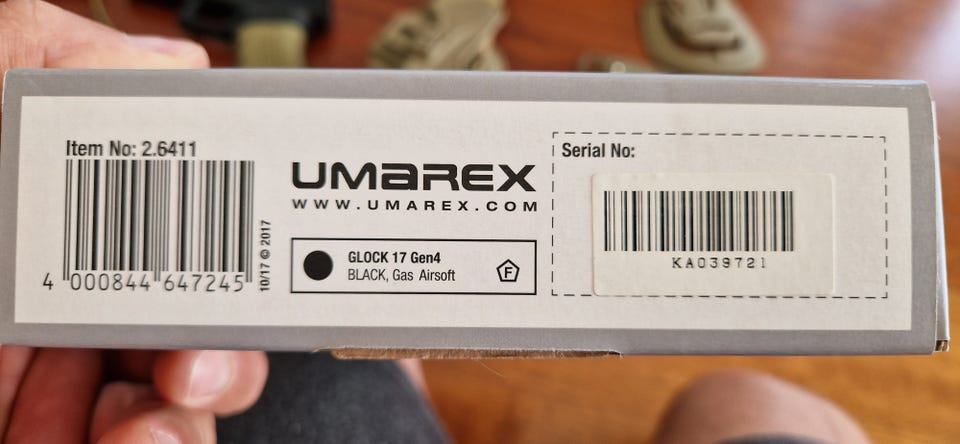 Item No: 2.6411
4 000844 647245
10/17 © 2017
UMAREX
WWW.UMAREX.COM
GLOCK 17 Gen4
BLACK, Gas Airsoft
F
Serial No:
KA039721